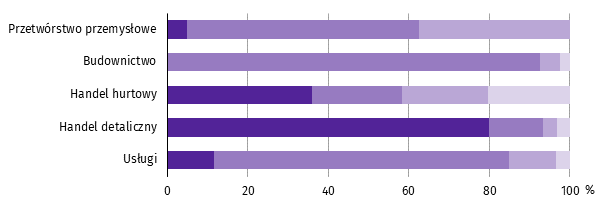 Przetwórstwo przemysłowe
Budownictwo
Handel hurtowy
Handel detaliczny
Usługi
0 20 40 60 80 100 %